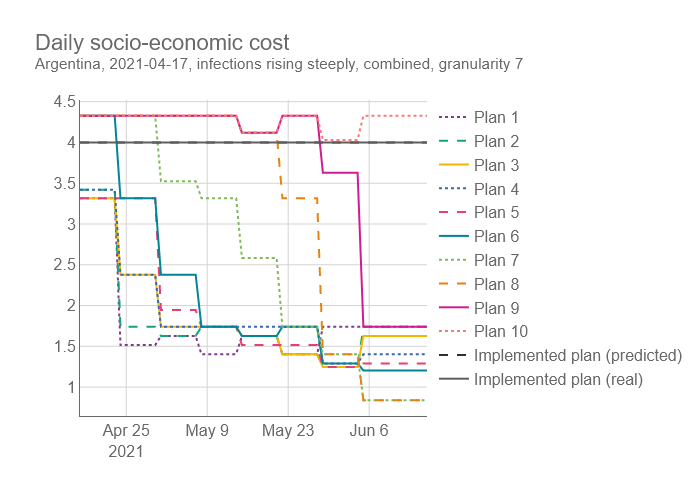 Daily socio-economic cost
Argentina, 2021-04-17, infections rising steeply, combined, granularity 7
4.5
4
3.5
3
2.5
2
1.5
1
Apr 25
2021
May 9
May 23
Jun 6
Plan 1
Plan 2
Plan 3
Plan 4
Plan 5
Plan 6
Plan 7
Plan 8
Plan 9
Plan 10
Implemented plan (predicted)
Implemented plan (real)